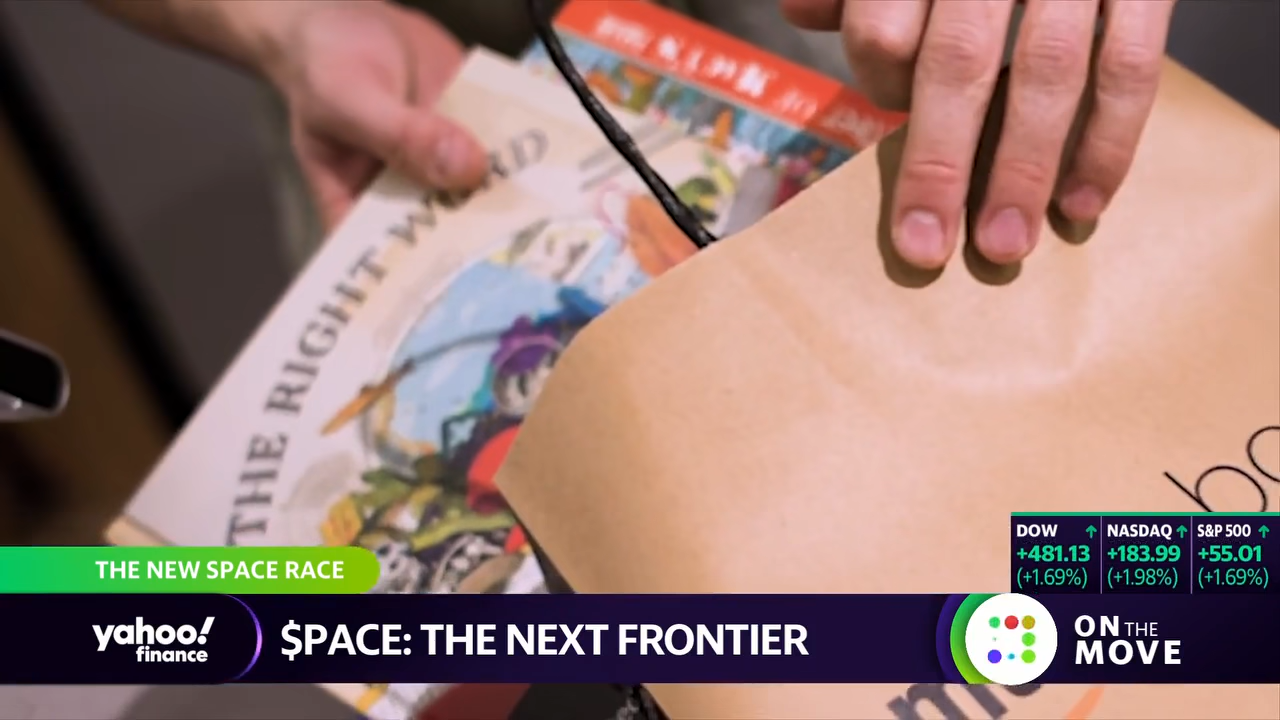 THE RIGHT WORD
DOW
+481.13
(+1.69%)
NASDAQ
+183.99
(+1.98%)
S&P 500
+55.01
(+1.69%)
THE NEW SPACE RACE
yahoo!
finance
$PACE: THE NEXT FRONTIER
ON THE
MOVE